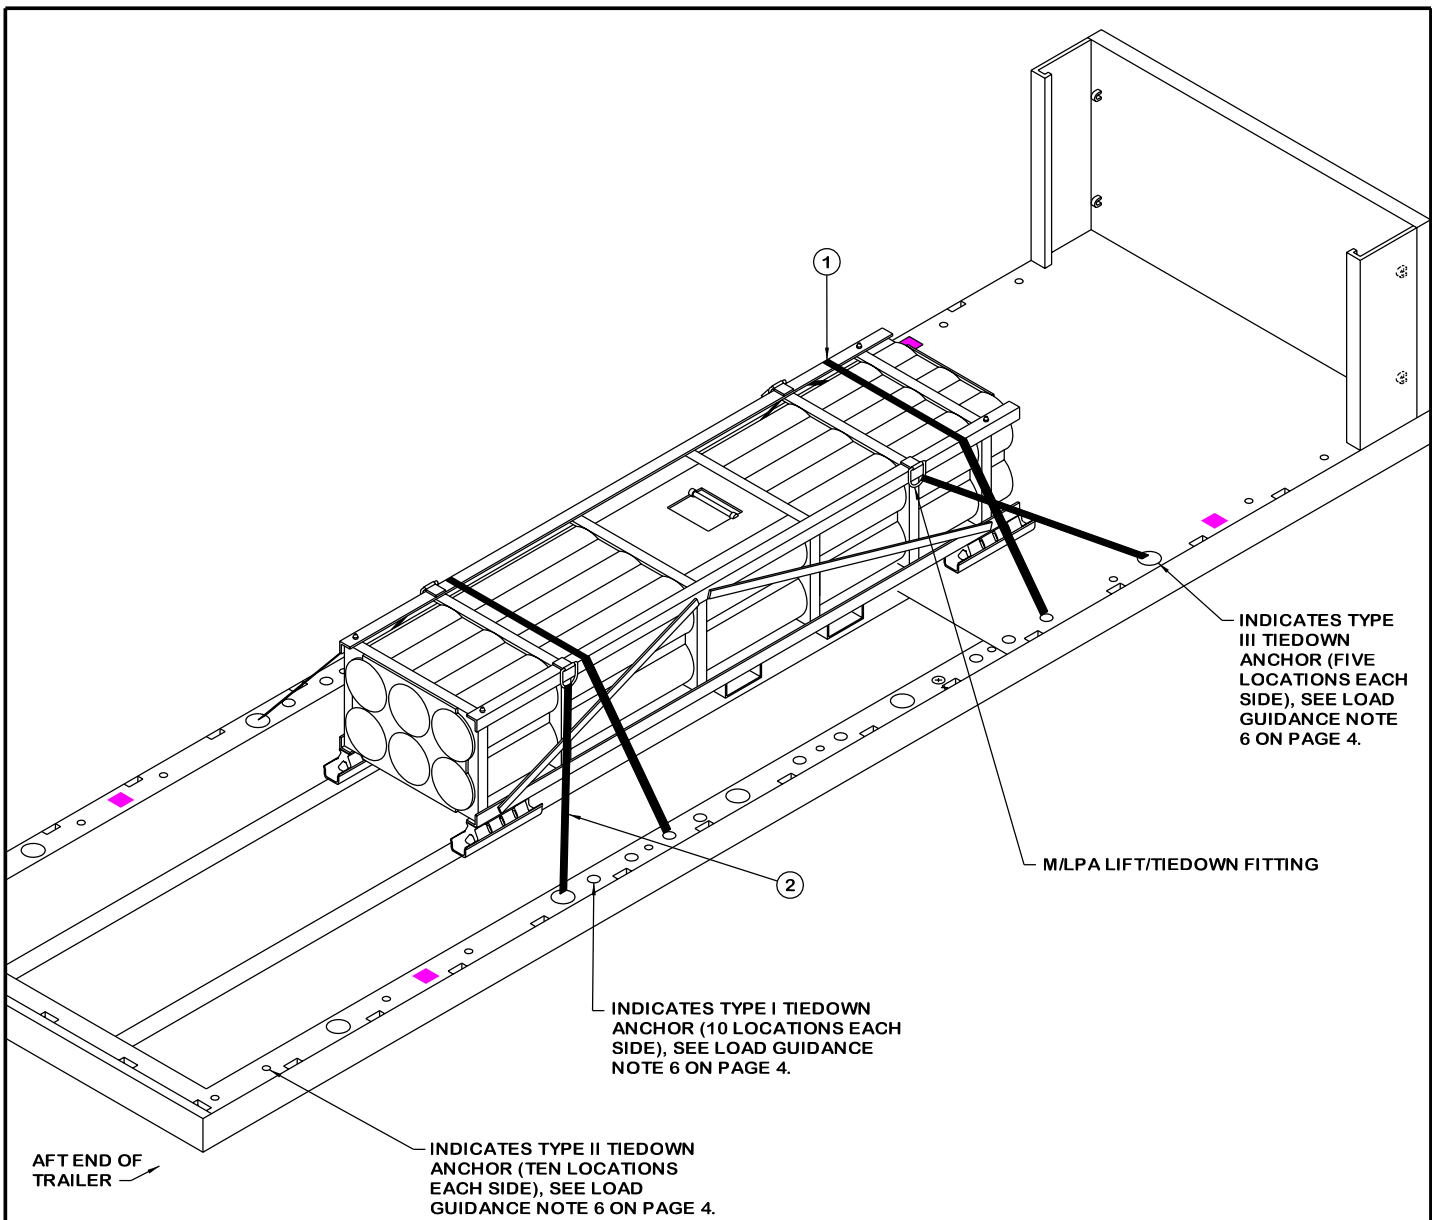 1
INDICATES TYPE
III TIEDOWN
ANCHOR (FIVE
LOCATIONS EACH
SIDE), SEE LOAD
GUIDANCE NOTE
6 ON PAGE 4.
M/LPA LIFT/TIEDOWN FITTING
2
INDICATES TYPE I TIEDOWN
ANCHOR (10 LOCATIONS EACH
SIDE), SEE LOAD GUIDANCE
NOTE 6 ON PAGE 4.
INDICATES TYPE II TIEDOWN
ANCHOR (TEN LOCATIONS
EACH SIDE), SEE LOAD
GUIDANCE NOTE 6 ON PAGE 4.
AFT END OF
TRAILER